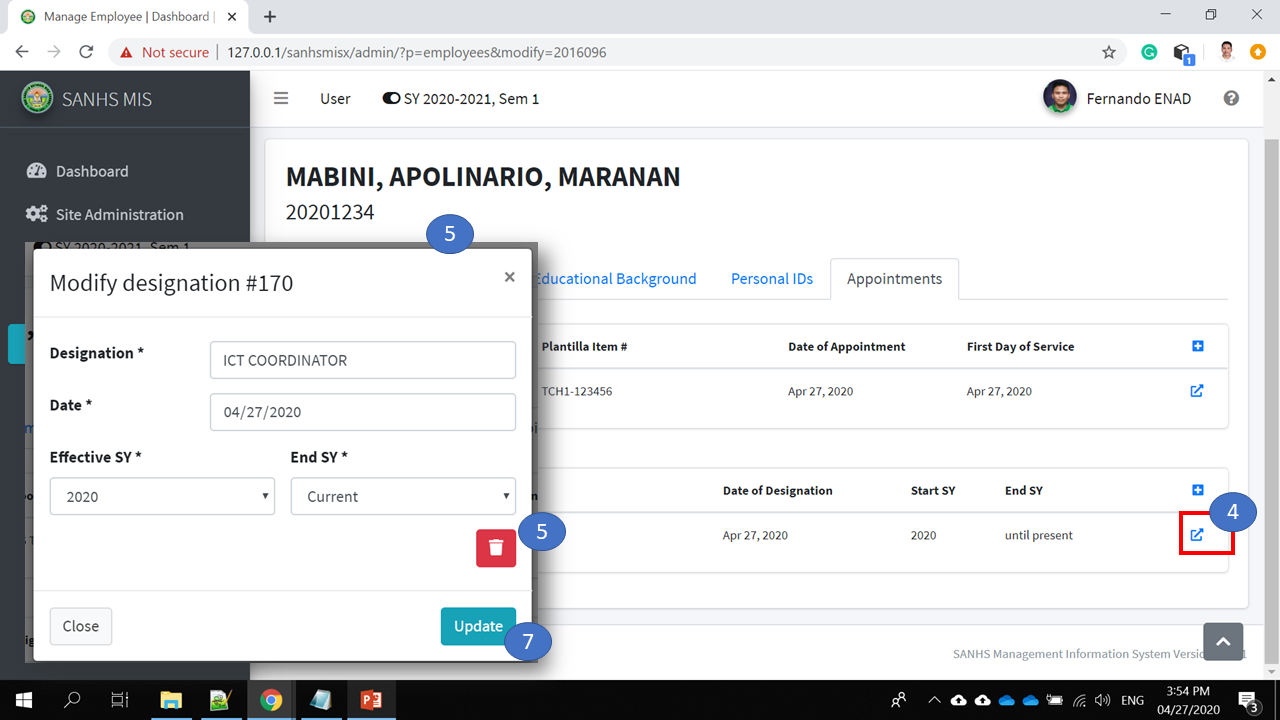 Manage Employee | Dashboard |
Not secure
127.0.0.1/sanhsmisx/admin/?p=employees&modify=2016096
1
SANHS MIS
User
SY 2020-2021, Sem 1
Fernando ENAD
Dashboard
Site Administration
SY 2020-2021, Sem 1
MABINI, APOLINARIO, MARANAN
20201234
5
Educational Background
Personal IDs
Appointments
Plantilla Item #
Date of Appointment
First Day of Service
TCH1-123456
Apr 27, 2020
Apr 27, 2020
Date of Designation
Start SY
End SY
Apr 27, 2020
2020
until present
4
Modify designation #170
×
Designation *
ICT COORDINATOR
Date *
04/27/2020
Effective SY *
End SY *
2020
Current
5
Close
Update
7
SANHS Management Information System
3:54 PM
ENG
04/27/2020
3